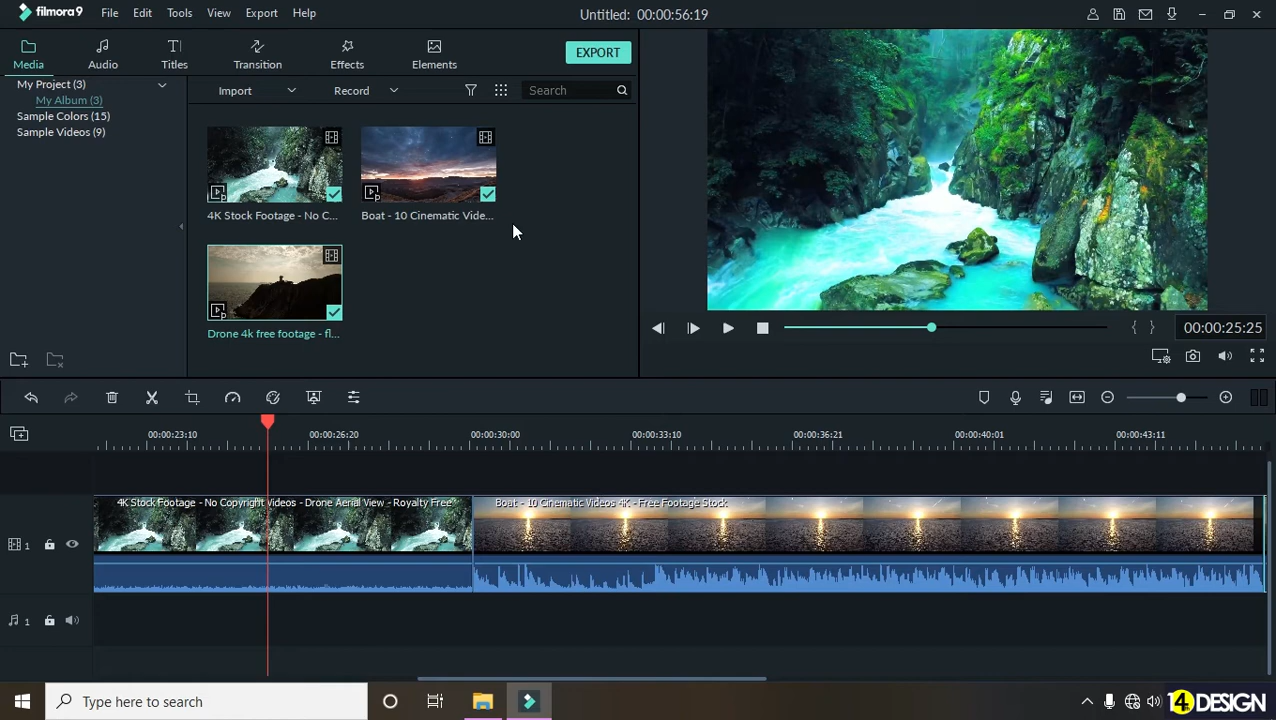 filmora9 File Edit Tools View Export Help Untitled: 00:00:56:19
Media Audio Titles Transition Effects Elements EXPORT
My Project (3)
My Album (3)
Sample Colors (15)
Sample Videos (9)
Import Record Search
4K Stock Footage - No C... Boat - 10 Cinematic Vide...
Drone 4k free footage - fl...
00:00:25:25
00:00:23:10 00:00:26:20 00:00:30:00 00:00:33:10 00:00:36:21 00:00:40:01 00:00:43:11
4K Stock Footage - No Copyright Videos - Drone Aerial View - Royalty Free Boat - 10 Cinematic Videos 4K - Free Footage Stock
1
1
Type here to search
4 DESIGN